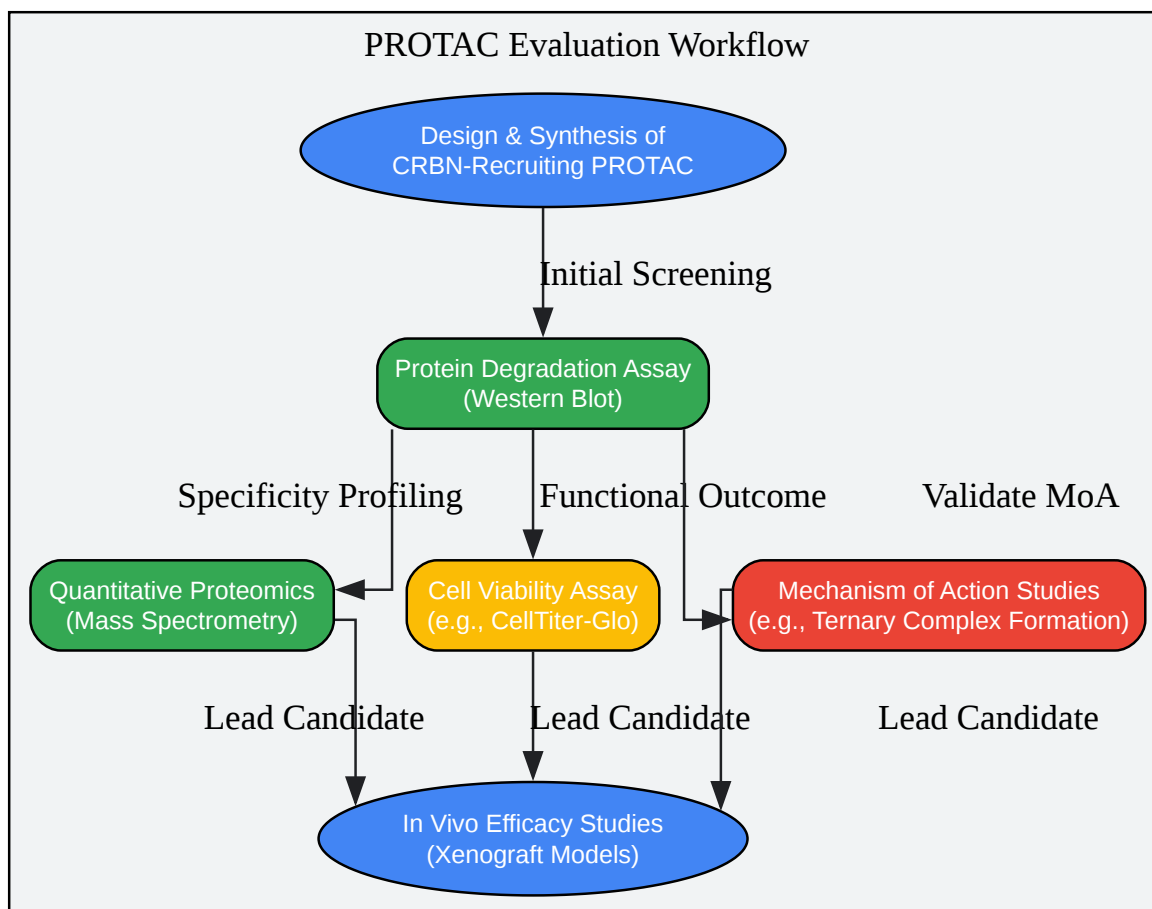 PROTAC Evaluation Workflow
Design & Synthesis of
CRBN-Recruiting PROTAC
Initial Screening
Protein Degradation Assay
(Western Blot)
Specificity Profiling
Functional Outcome
Validate MoA
Quantitative Proteomics
(Mass Spectrometry)
Cell Viability Assay
(e.g., CellTiter-Glo)
Mechanism of Action Studies
(e.g., Ternary Complex Formation)
Lead Candidate
Lead Candidate
Lead Candidate
In Vivo Efficacy Studies
(Xenograft Models)